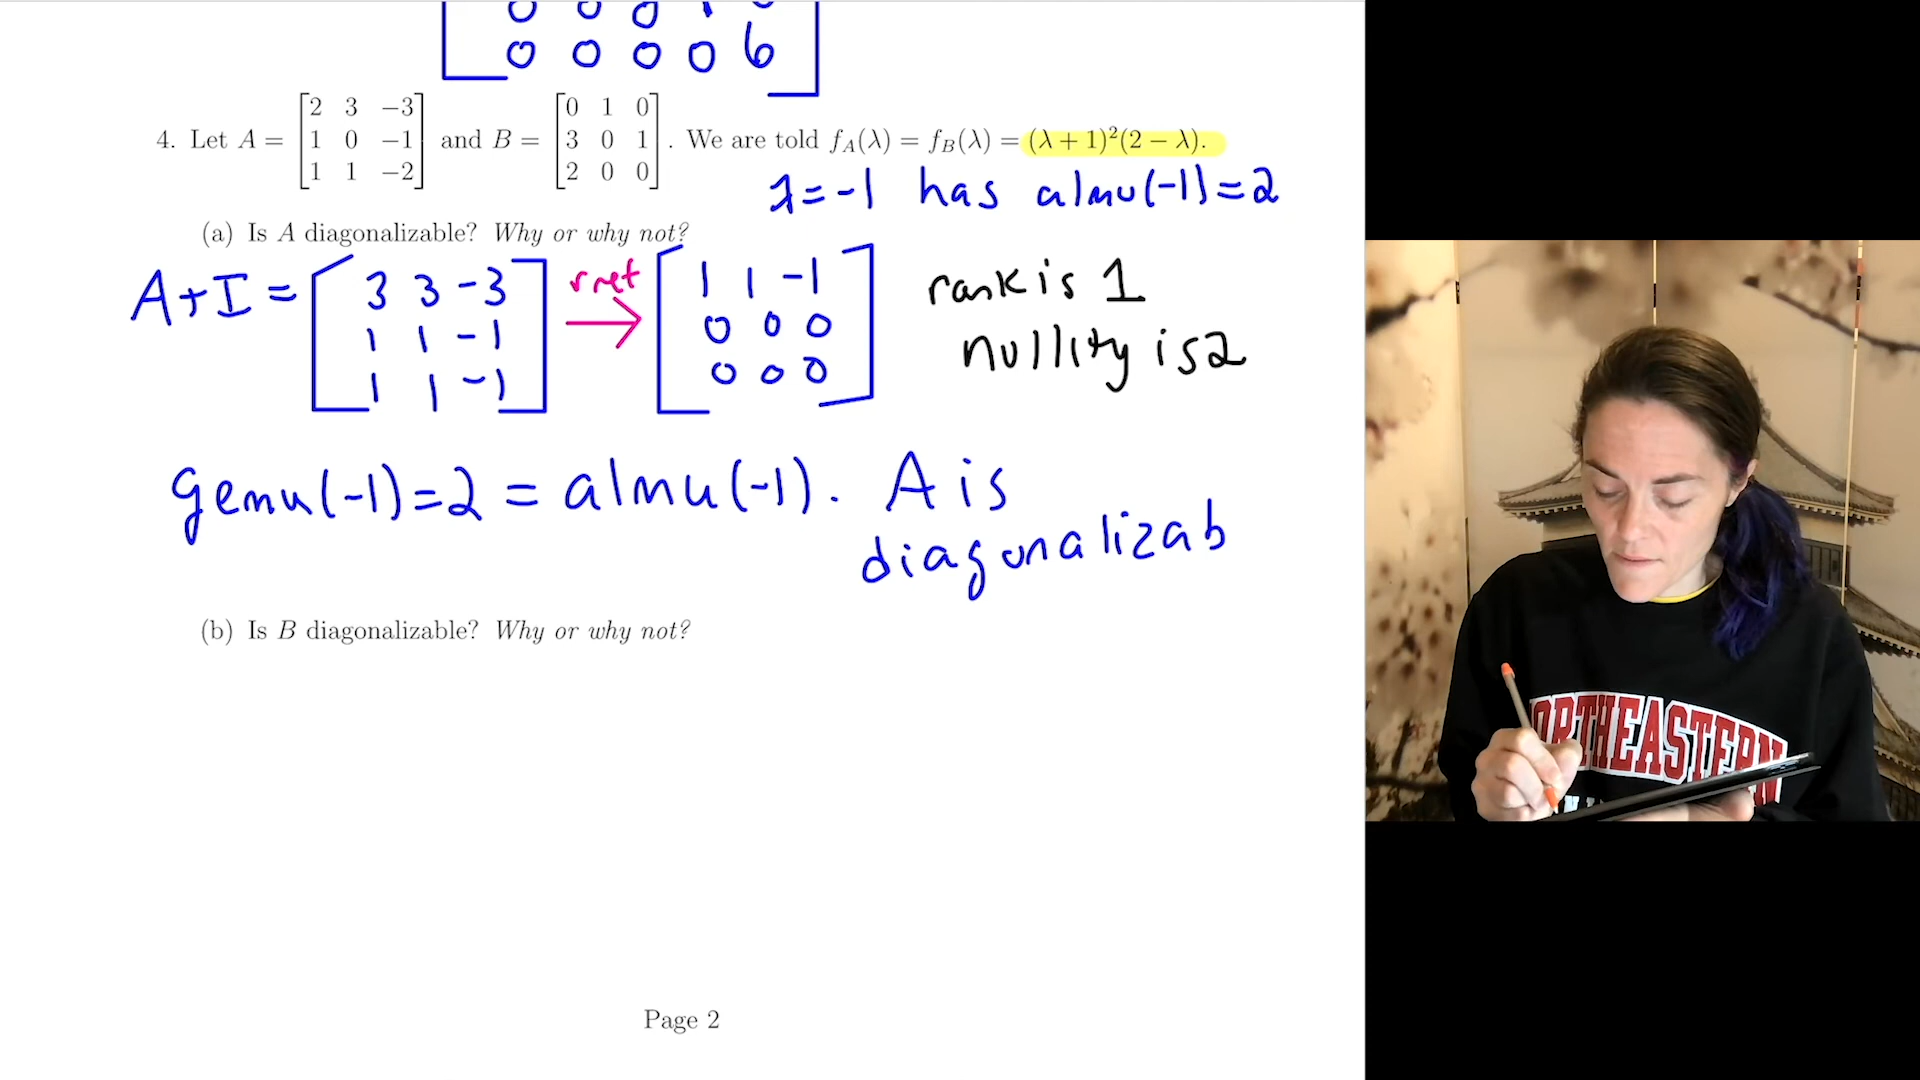 0 0 0 1
0 0 0 0 6
4. Let A = [2 3 −3; 1 0 −1; 1 1 −2] and B = [0 1 0; 3 0 1; 2 0 0]. We are told f_A(λ) = f_B(λ) = (λ + 1)²(2 − λ).
λ=-1 has almu(-1)=2
(a) Is A diagonalizable? Why or why not?
A+I = [3 3 -3; 1 1 -1; 1 1 -1] rref → [1 1 -1; 0 0 0; 0 0 0]
rank is 1
nullity is 2
gemu(-1)=2 = almu(-1). A is
diagonalizab
(b) Is B diagonalizable? Why or why not?
Page 2
NORTHEASTERN